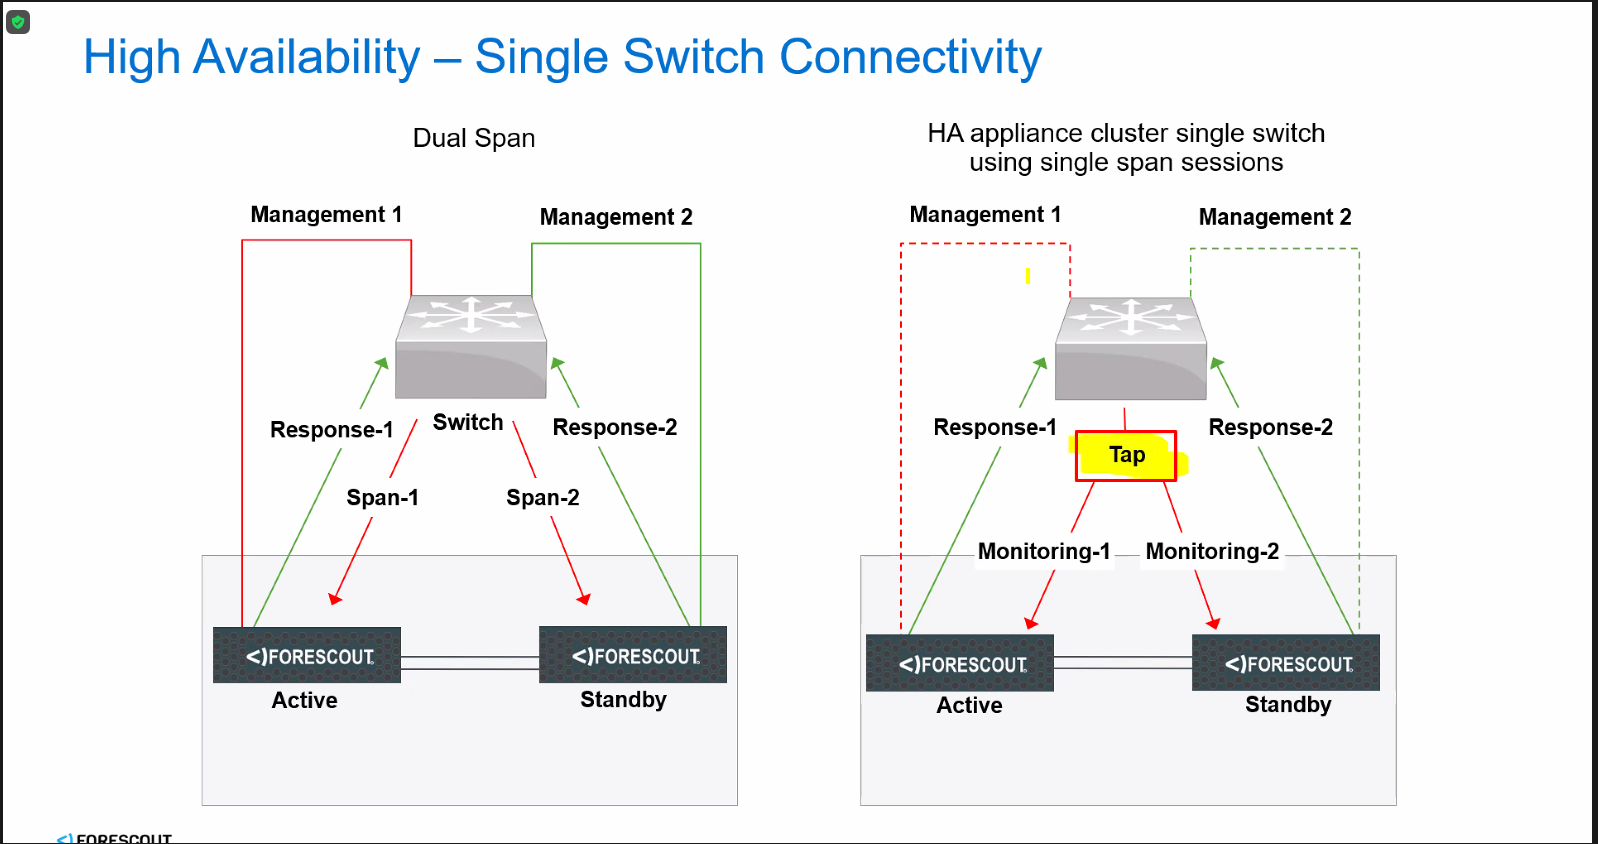 High Availability – Single Switch Connectivity
Dual Span
Management 1
Management 2
Response-1
Switch
Response-2
Span-1
Span-2
<)FORESCOUT
<)FORESCOUT
Active
Standby
HA appliance cluster single switch
using single span sessions
Management 1
Management 2
Response-1
Tap
Response-2
Monitoring-1
Monitoring-2
<)FORESCOUT
<)FORESCOUT
Active
Standby
<)FORESCOUT